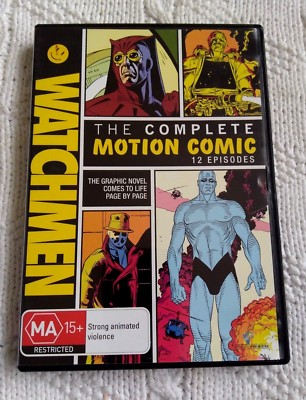 WATCHMEN
THE COMPLETE
MOTION COMIC
12 EPISODES
THE GRAPHIC NOVEL
COMES TO LIFE
PAGE BY PAGE
MA 15+
RESTRICTED
Strong animated
violence